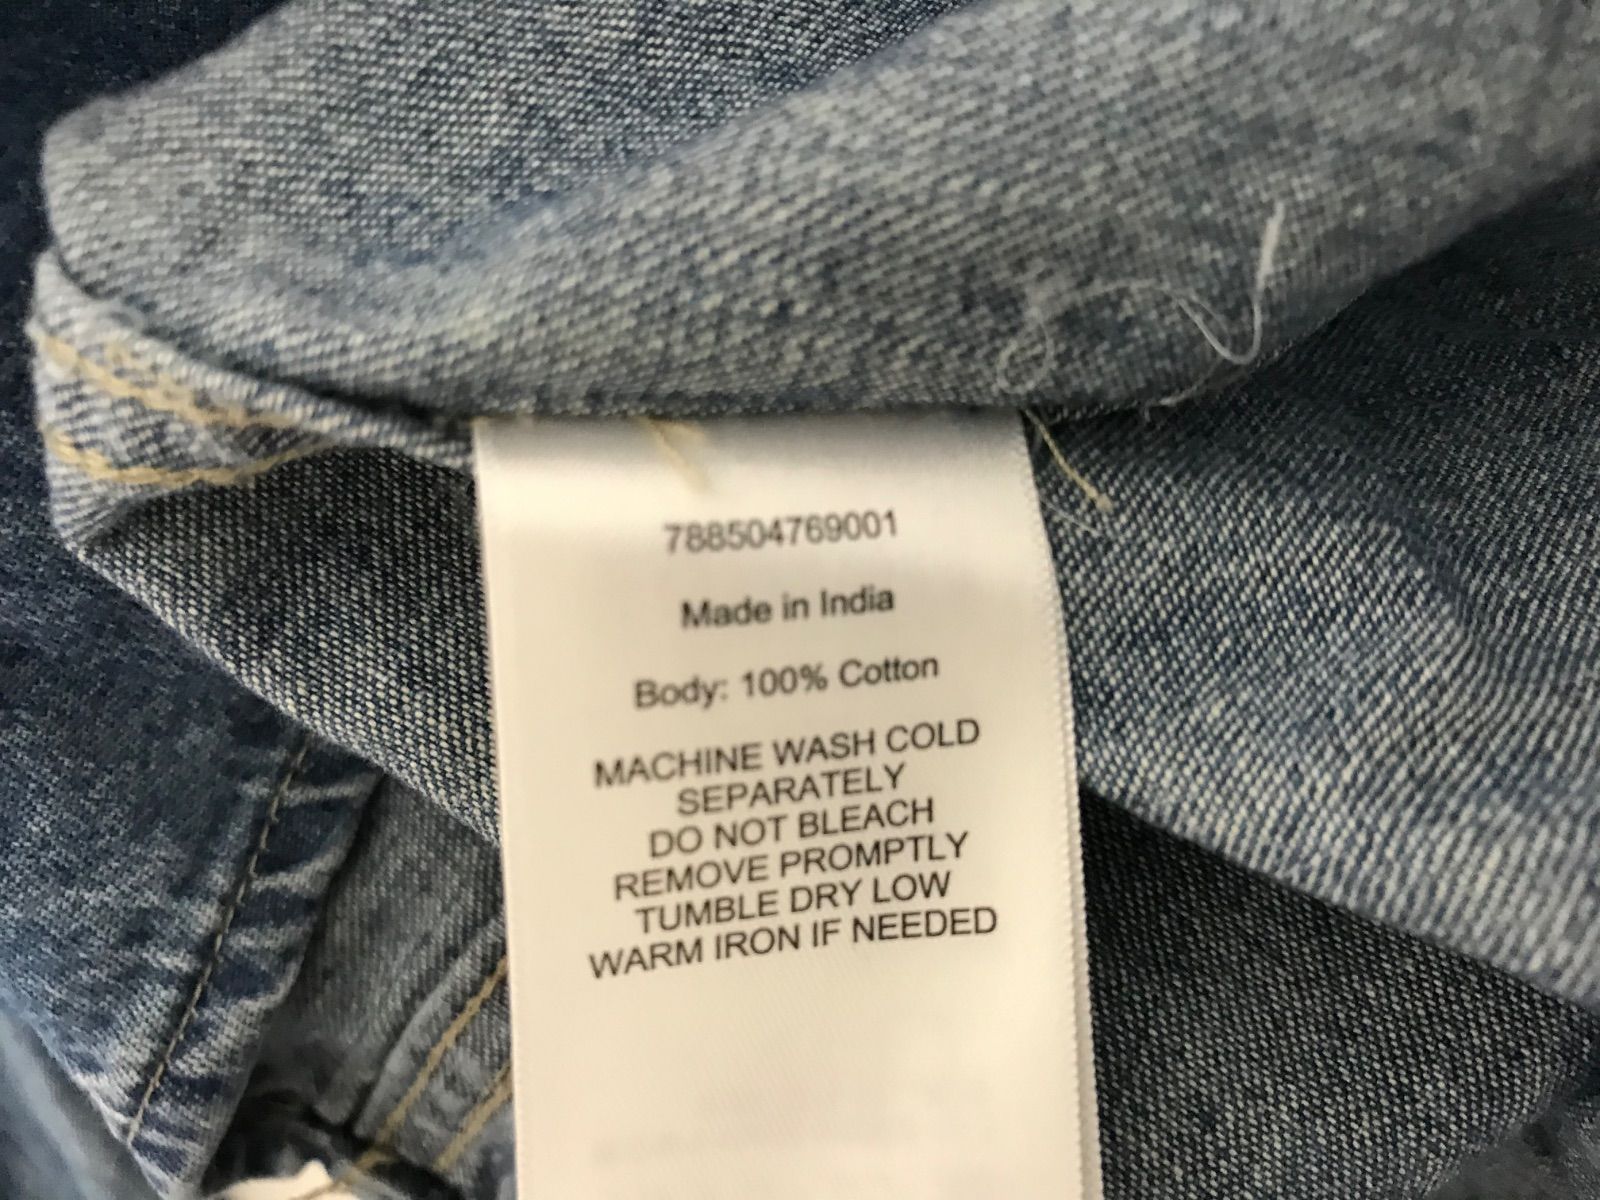 788504769001
Made in India
Body: 100% Cotton
MACHINE WASH COLD
SEPARATELY
DO NOT BLEACH
REMOVE PROMPTLY
TUMBLE DRY LOW
WARM IRON IF NEEDED